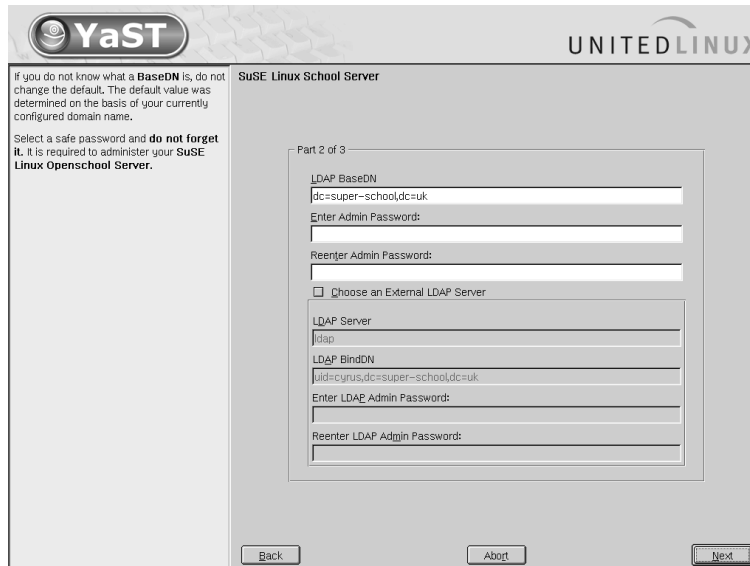 YaST
UNITEDLINUX
If you do not know what a BaseDN is, do not
change the default. The default value was
determined on the basis of your currently
configured domain name.
Select a safe password and do not forget
it. It is required to administer your SuSE
Linux Openschool Server.
SuSE Linux School Server
Part 2 of 3
LDAP BaseDN
dc=super-school,dc=uk
Enter Admin Password:
Reenter Admin Password:
Choose an External LDAP Server
LDAP Server
ldap
LDAP BindDN
uid=cyrus,dc=super-school,dc=uk
Enter LDAP Admin Password:
Reenter LDAP Admin Password:
Back
Abort
Next